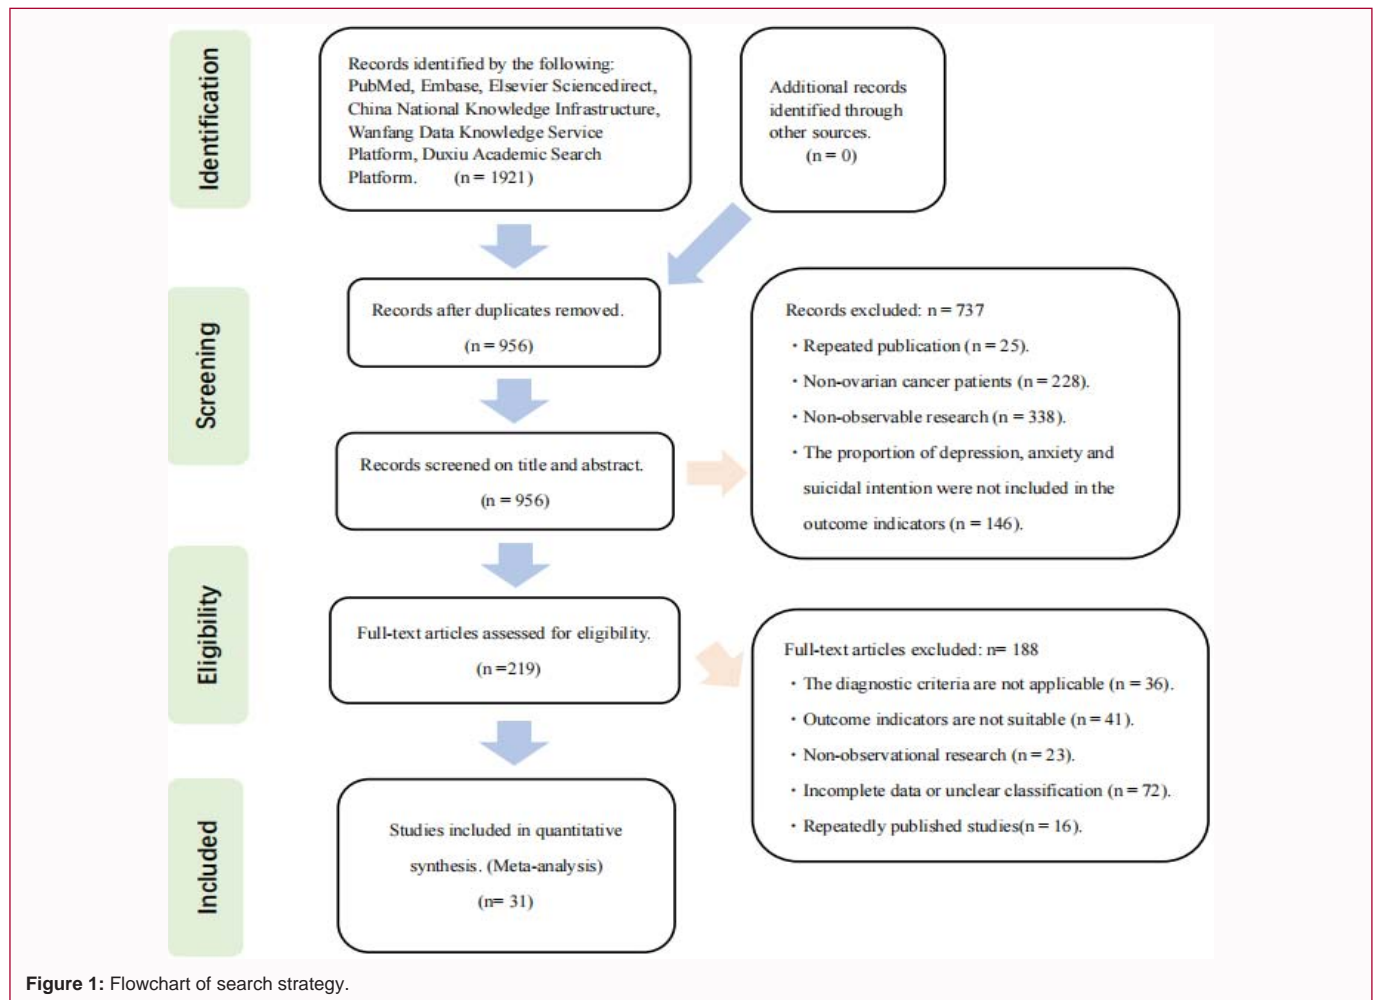 Identification
Records identified by the following:
PubMed, Embase, Elsevier Sciencedirect,
China National Knowledge Infrastructure,
Wanfang Data Knowledge Service
Platform, Duxiu Academic Search
Platform. (n = 1921)
Additional records
identified through
other sources.
(n = 0)
Screening
Records after duplicates removed.
(n = 956)
Records screened on title and abstract.
(n = 956)
Records excluded: n = 737
· Repeated publication (n = 25).
· Non-ovarian cancer patients (n = 228).
· Non-observable research (n = 338).
· The proportion of depression, anxiety and
suicidal intention were not included in the
outcome indicators (n = 146).
Eligibility
Full-text articles assessed for eligibility.
(n =219)
Full-text articles excluded: n= 188
· The diagnostic criteria are not applicable (n = 36).
· Outcome indicators are not suitable (n = 41).
· Non-observational research (n = 23).
· Incomplete data or unclear classification (n = 72).
· Repeatedly published studies(n = 16).
Included
Studies included in quantitative
synthesis. (Meta-analysis)
(n= 31)
Figure 1: Flowchart of search strategy.